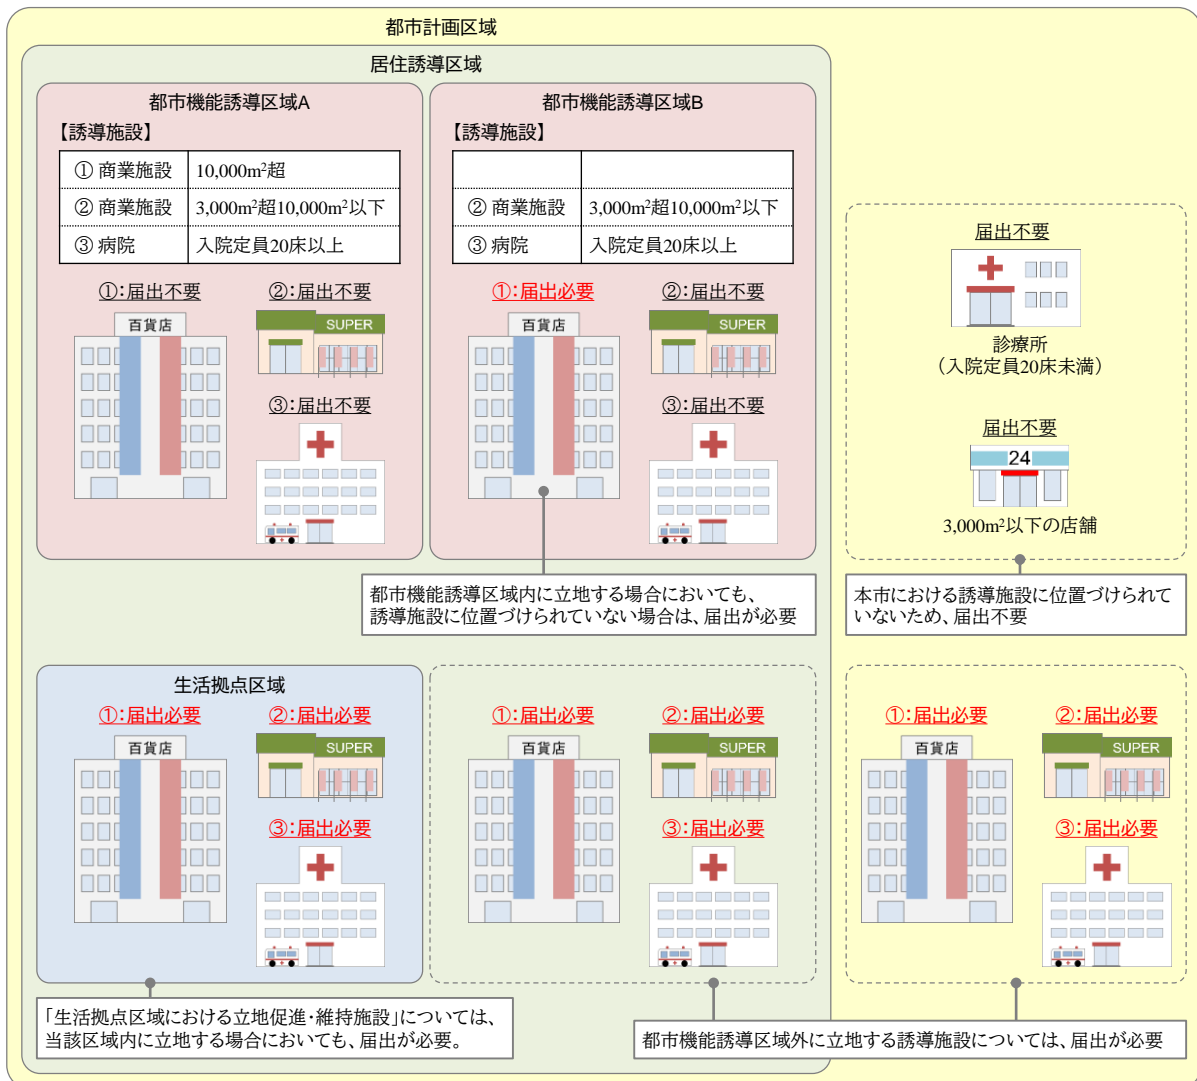 都市計画区域
居住誘導区域
都市機能誘導区域A
【誘導施設】
① 商業施設 10,000m²超
② 商業施設 3,000m²超10,000m²以下
③ 病院 入院定員20床以上
①:届出不要
②:届出不要
百貨店
SUPER
③:届出不要
都市機能誘導区域B
【誘導施設】
② 商業施設 3,000m²超10,000m²以下
③ 病院 入院定員20床以上
①:届出必要
②:届出不要
百貨店
SUPER
③:届出不要
都市機能誘導区域内に立地する場合においても、
誘導施設に位置づけられていない場合は、届出が必要
届出不要
診療所
（入院定員20床未満）
届出不要
24
3,000m²以下の店舗
本市における誘導施設に位置づけられて
いないため、届出不要
生活拠点区域
①:届出必要
②:届出必要
百貨店
SUPER
③:届出必要
「生活拠点区域における立地促進・維持施設」については、
当該区域内に立地する場合においても、届出が必要。
①:届出必要
②:届出必要
百貨店
SUPER
③:届出必要
①:届出必要
②:届出必要
百貨店
SUPER
③:届出必要
都市機能誘導区域外に立地する誘導施設については、届出が必要